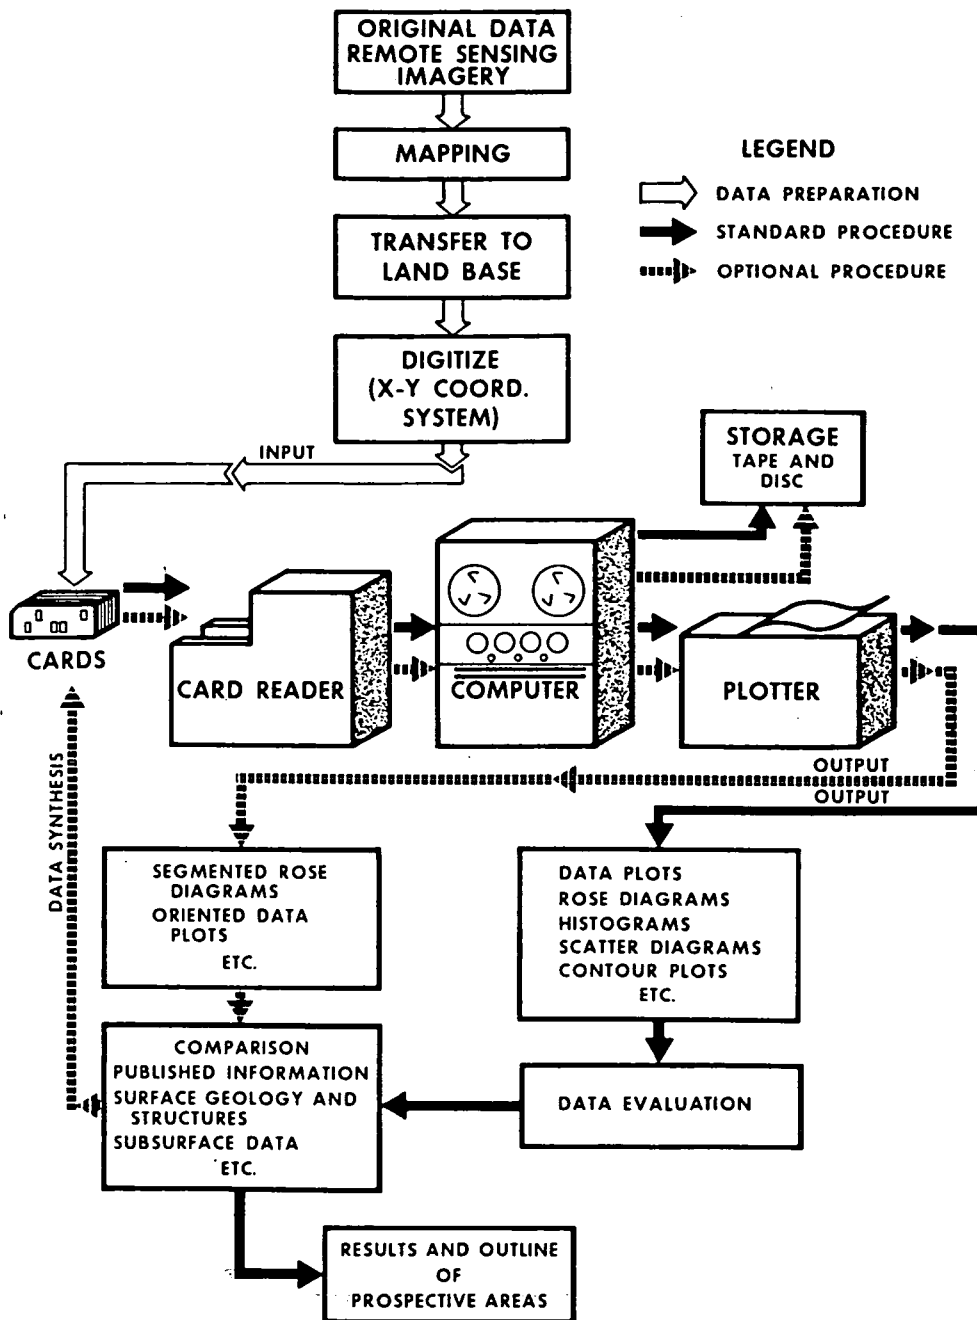 ORIGINAL DATA
REMOTE SENSING
IMAGERY
MAPPING
TRANSFER TO
LAND BASE
DIGITIZE
(X-Y COORD.
SYSTEM)
LEGEND
DATA PREPARATION
STANDARD PROCEDURE
OPTIONAL PROCEDURE
INPUT
STORAGE
TAPE AND
DISC
CARDS
CARD READER
COMPUTER
PLOTTER
OUTPUT
OUTPUT
DATA SYNTHESIS
SEGMENTED ROSE
DIAGRAMS
ORIENTED DATA
PLOTS
ETC.
DATA PLOTS
ROSE DIAGRAMS
HISTOGRAMS
SCATTER DIAGRAMS
CONTOUR PLOTS
ETC.
COMPARISON
PUBLISHED INFORMATION
SURFACE GEOLOGY AND
STRUCTURES
SUBSURFACE DATA
ETC.
DATA EVALUATION
RESULTS AND OUTLINE
OF
PROSPECTIVE AREAS